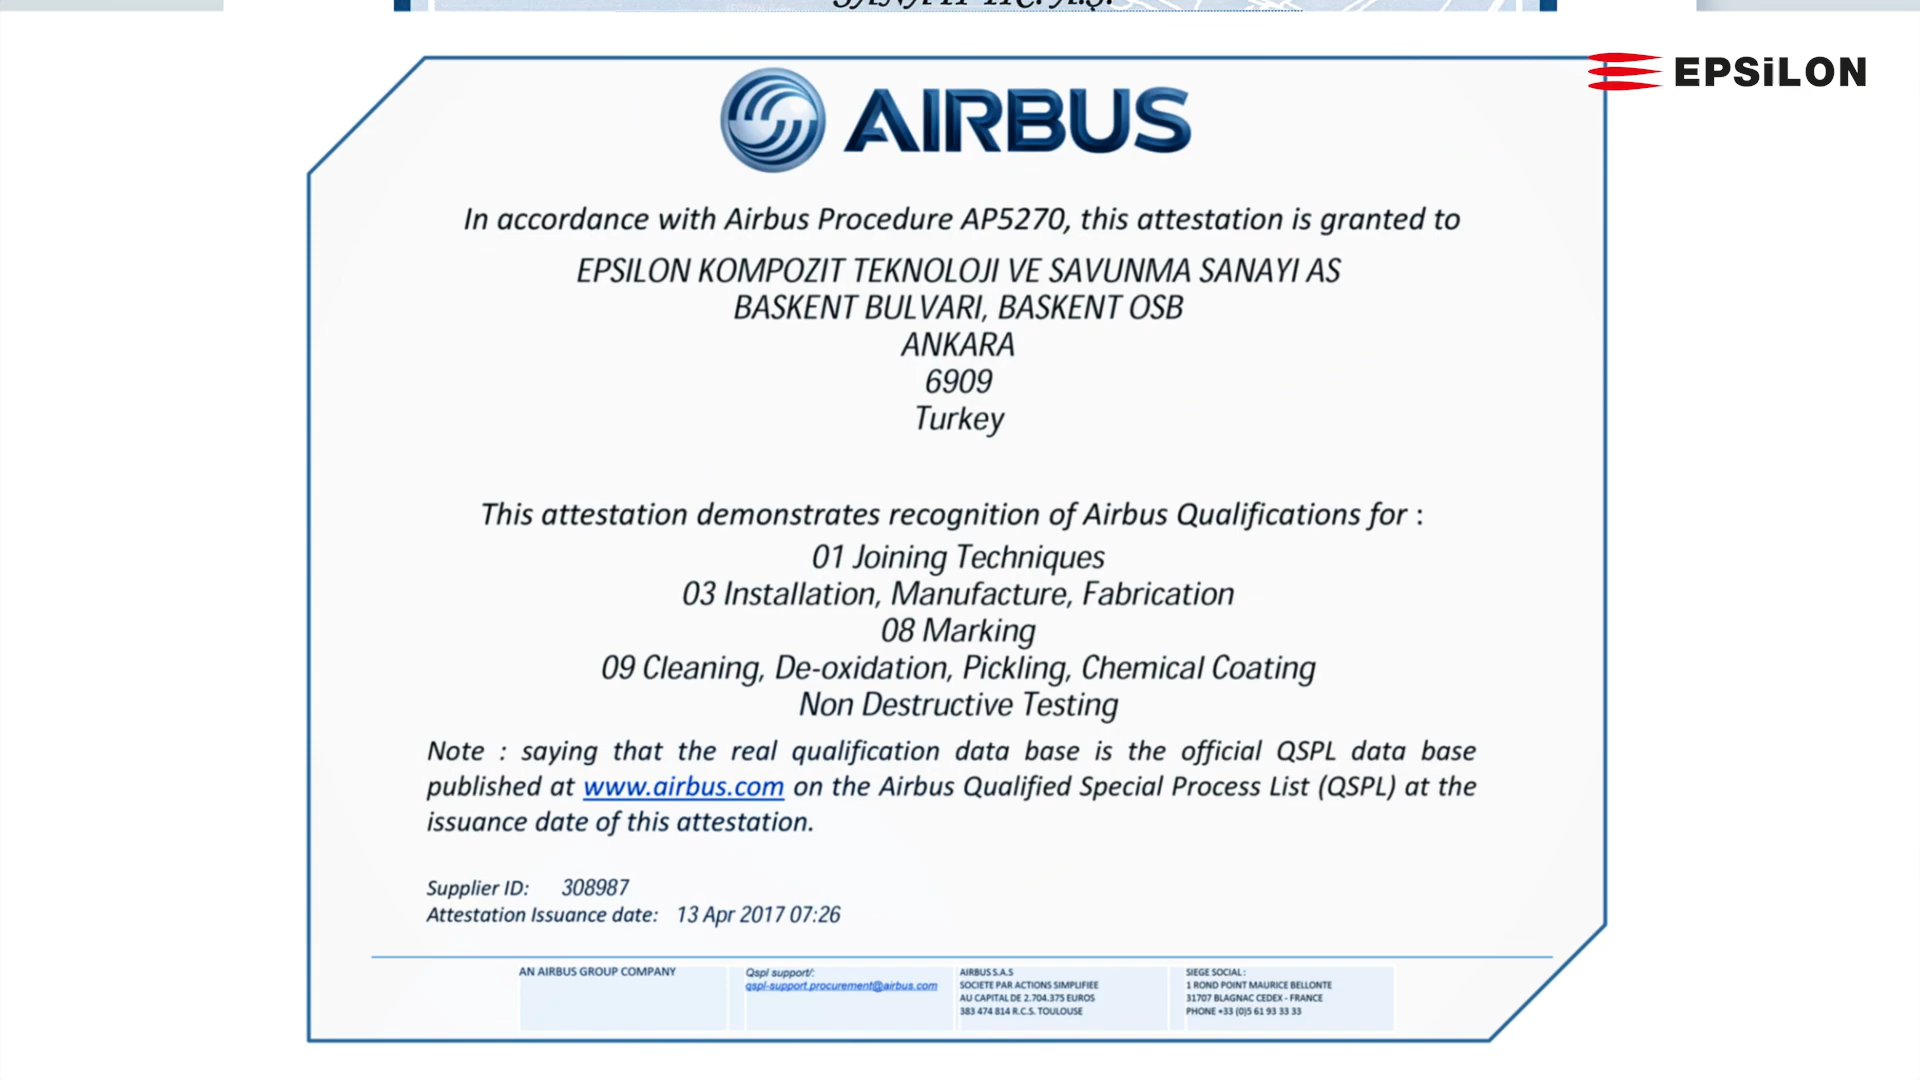 EPSiLON
AIRBUS
In accordance with Airbus Procedure AP5270, this attestation is granted to
EPSILON KOMPOZIT TEKNOLOJI VE SAVUNMA SANAYI AS
BASKENT BULVARI, BASKENT OSB
ANKARA
6909
Turkey
This attestation demonstrates recognition of Airbus Qualifications for :
01 Joining Techniques
03 Installation, Manufacture, Fabrication
08 Marking
09 Cleaning, De-oxidation, Pickling, Chemical Coating
Non Destructive Testing
Note : saying that the real qualification data base is the official QSPL data base
published at www.airbus.com on the Airbus Qualified Special Process List (QSPL) at the
issuance date of this attestation.
Supplier ID: 308987
Attestation Issuance date: 13 Apr 2017 07:26
AN AIRBUS GROUP COMPANY
Qspl support/:
qspl-support.procurement@airbus.com
AIRBUS S.A.S
SOCIETE PAR ACTIONS SIMPLIFIEE
AU CAPITAL DE 2.704.375 EUROS
383 474 814 R.C.S. TOULOUSE
SIEGE SOCIAL :
1 ROND POINT MAURICE BELLONTE
31707 BLAGNAC CEDEX - FRANCE
PHONE +33 (0)5 61 93 33 33